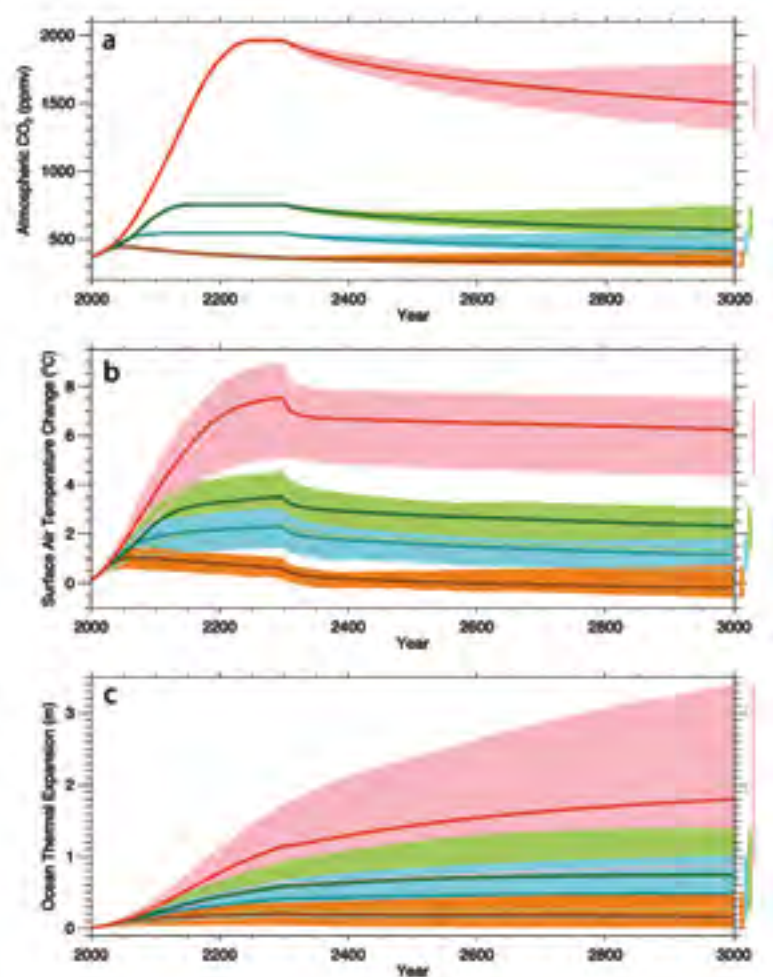 a
Atmospheric CO₂ (ppmv)
2000
1500
1000
500
2000 2200 2400 2600 2800 3000
Year
b
Surface Air Temperature Change (°C)
8
6
4
2
0
2000 2200 2400 2600 2800 3000
Year
c
Ocean Thermal Expansion (m)
3
2
1
0
2000 2200 2400 2600 2800 3000
Year